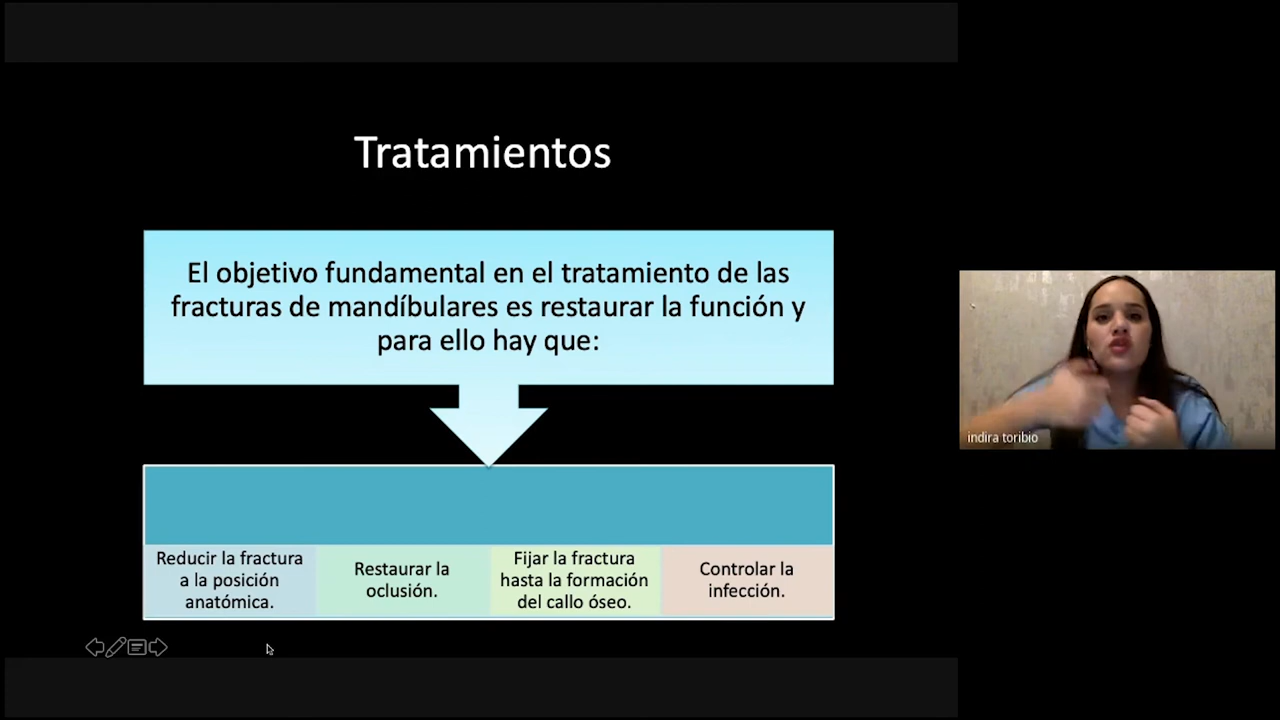 Tratamientos
El objetivo fundamental en el tratamiento de las
fracturas de mandíbulares es restaurar la función y
para ello hay que:
Reducir la fractura
a la posición
anatómica.
Restaurar la
oclusión.
Fijar la fractura
hasta la formación
del callo óseo.
Controlar la
infección.
indira toribio